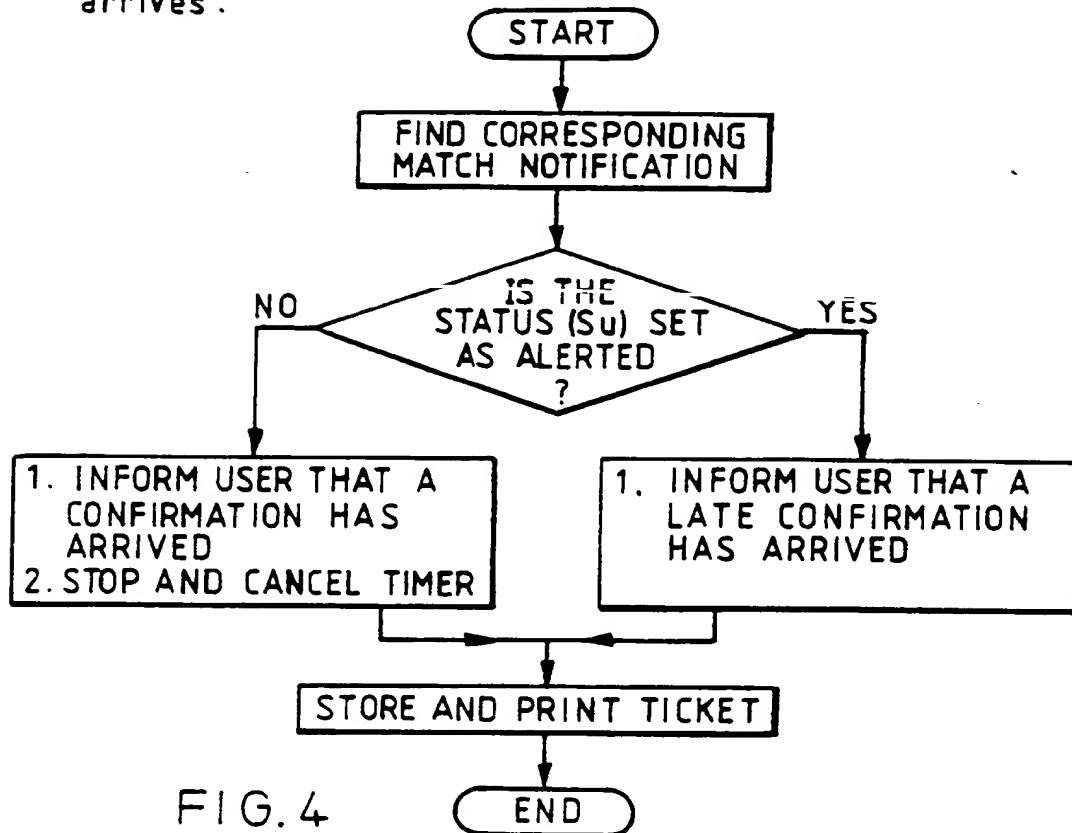 arrives.
START
FIND CORRESPONDING
MATCH NOTIFICATION
IS THE
STATUS (Su) SET
AS ALERTED
?
NO
YES
1. INFORM USER THAT A
CONFIRMATION HAS
ARRIVED
2. STOP AND CANCEL TIMER
1. INFORM USER THAT A
LATE CONFIRMATION
HAS ARRIVED
STORE AND PRINT TICKET
END
FIG. 4